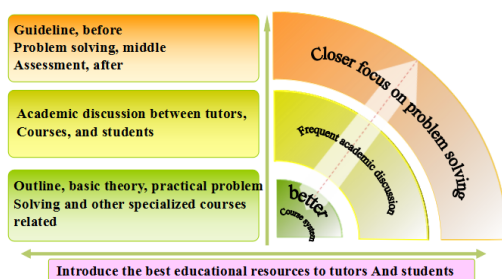 Guideline, before
Problem solving, middle
Assessment, after
Closer focus on problem solving
Academic discussion between tutors,
Courses, and students
Frequent academic discussion
Outline, basic theory, practical problem
Solving and other specialized courses
related
better
Course system
Introduce the best educational resources to tutors And students